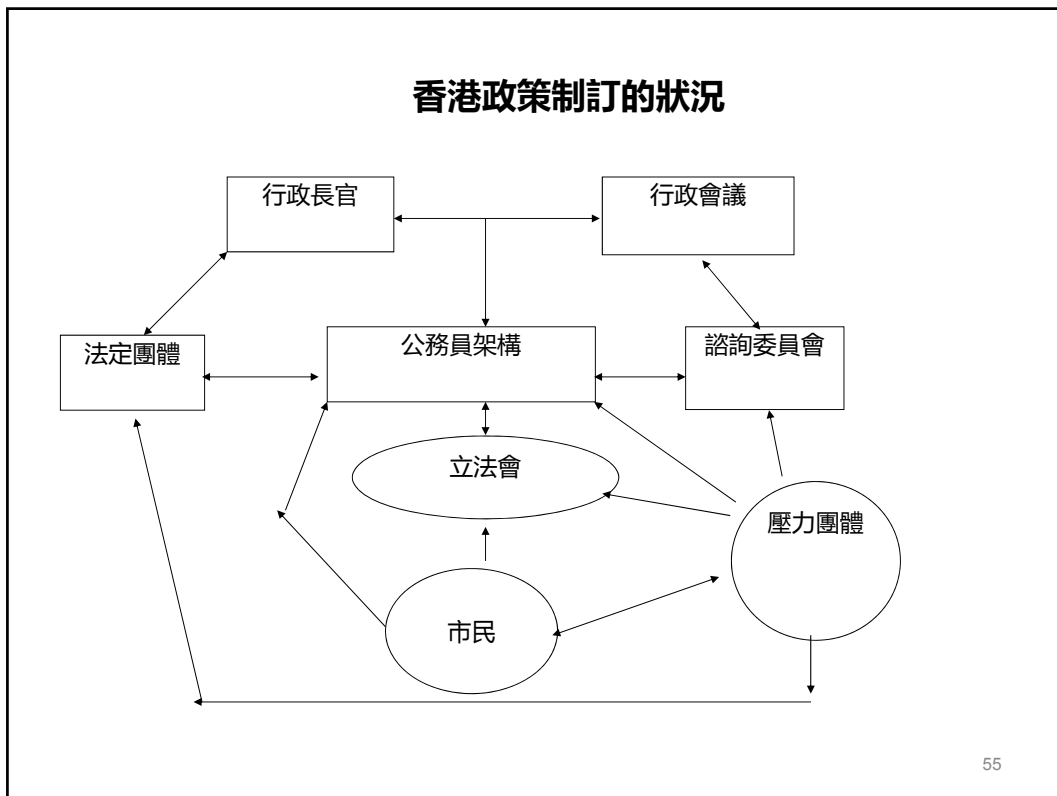 香港政策制訂的狀況
行政長官
行政會議
法定團體
公務員架構
諮詢委員會
立法會
壓力團體
市民
55